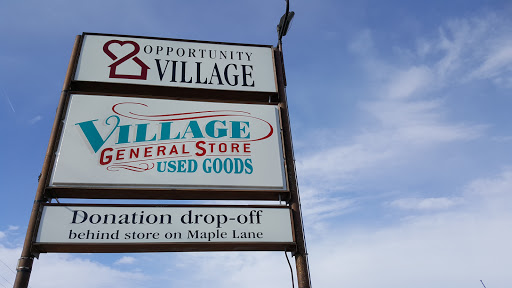 OPPORTUNITY
VILLAGE
VILLAGE
GENERAL STORE
USED GOODS
Donation drop-off
behind store on Maple Lane